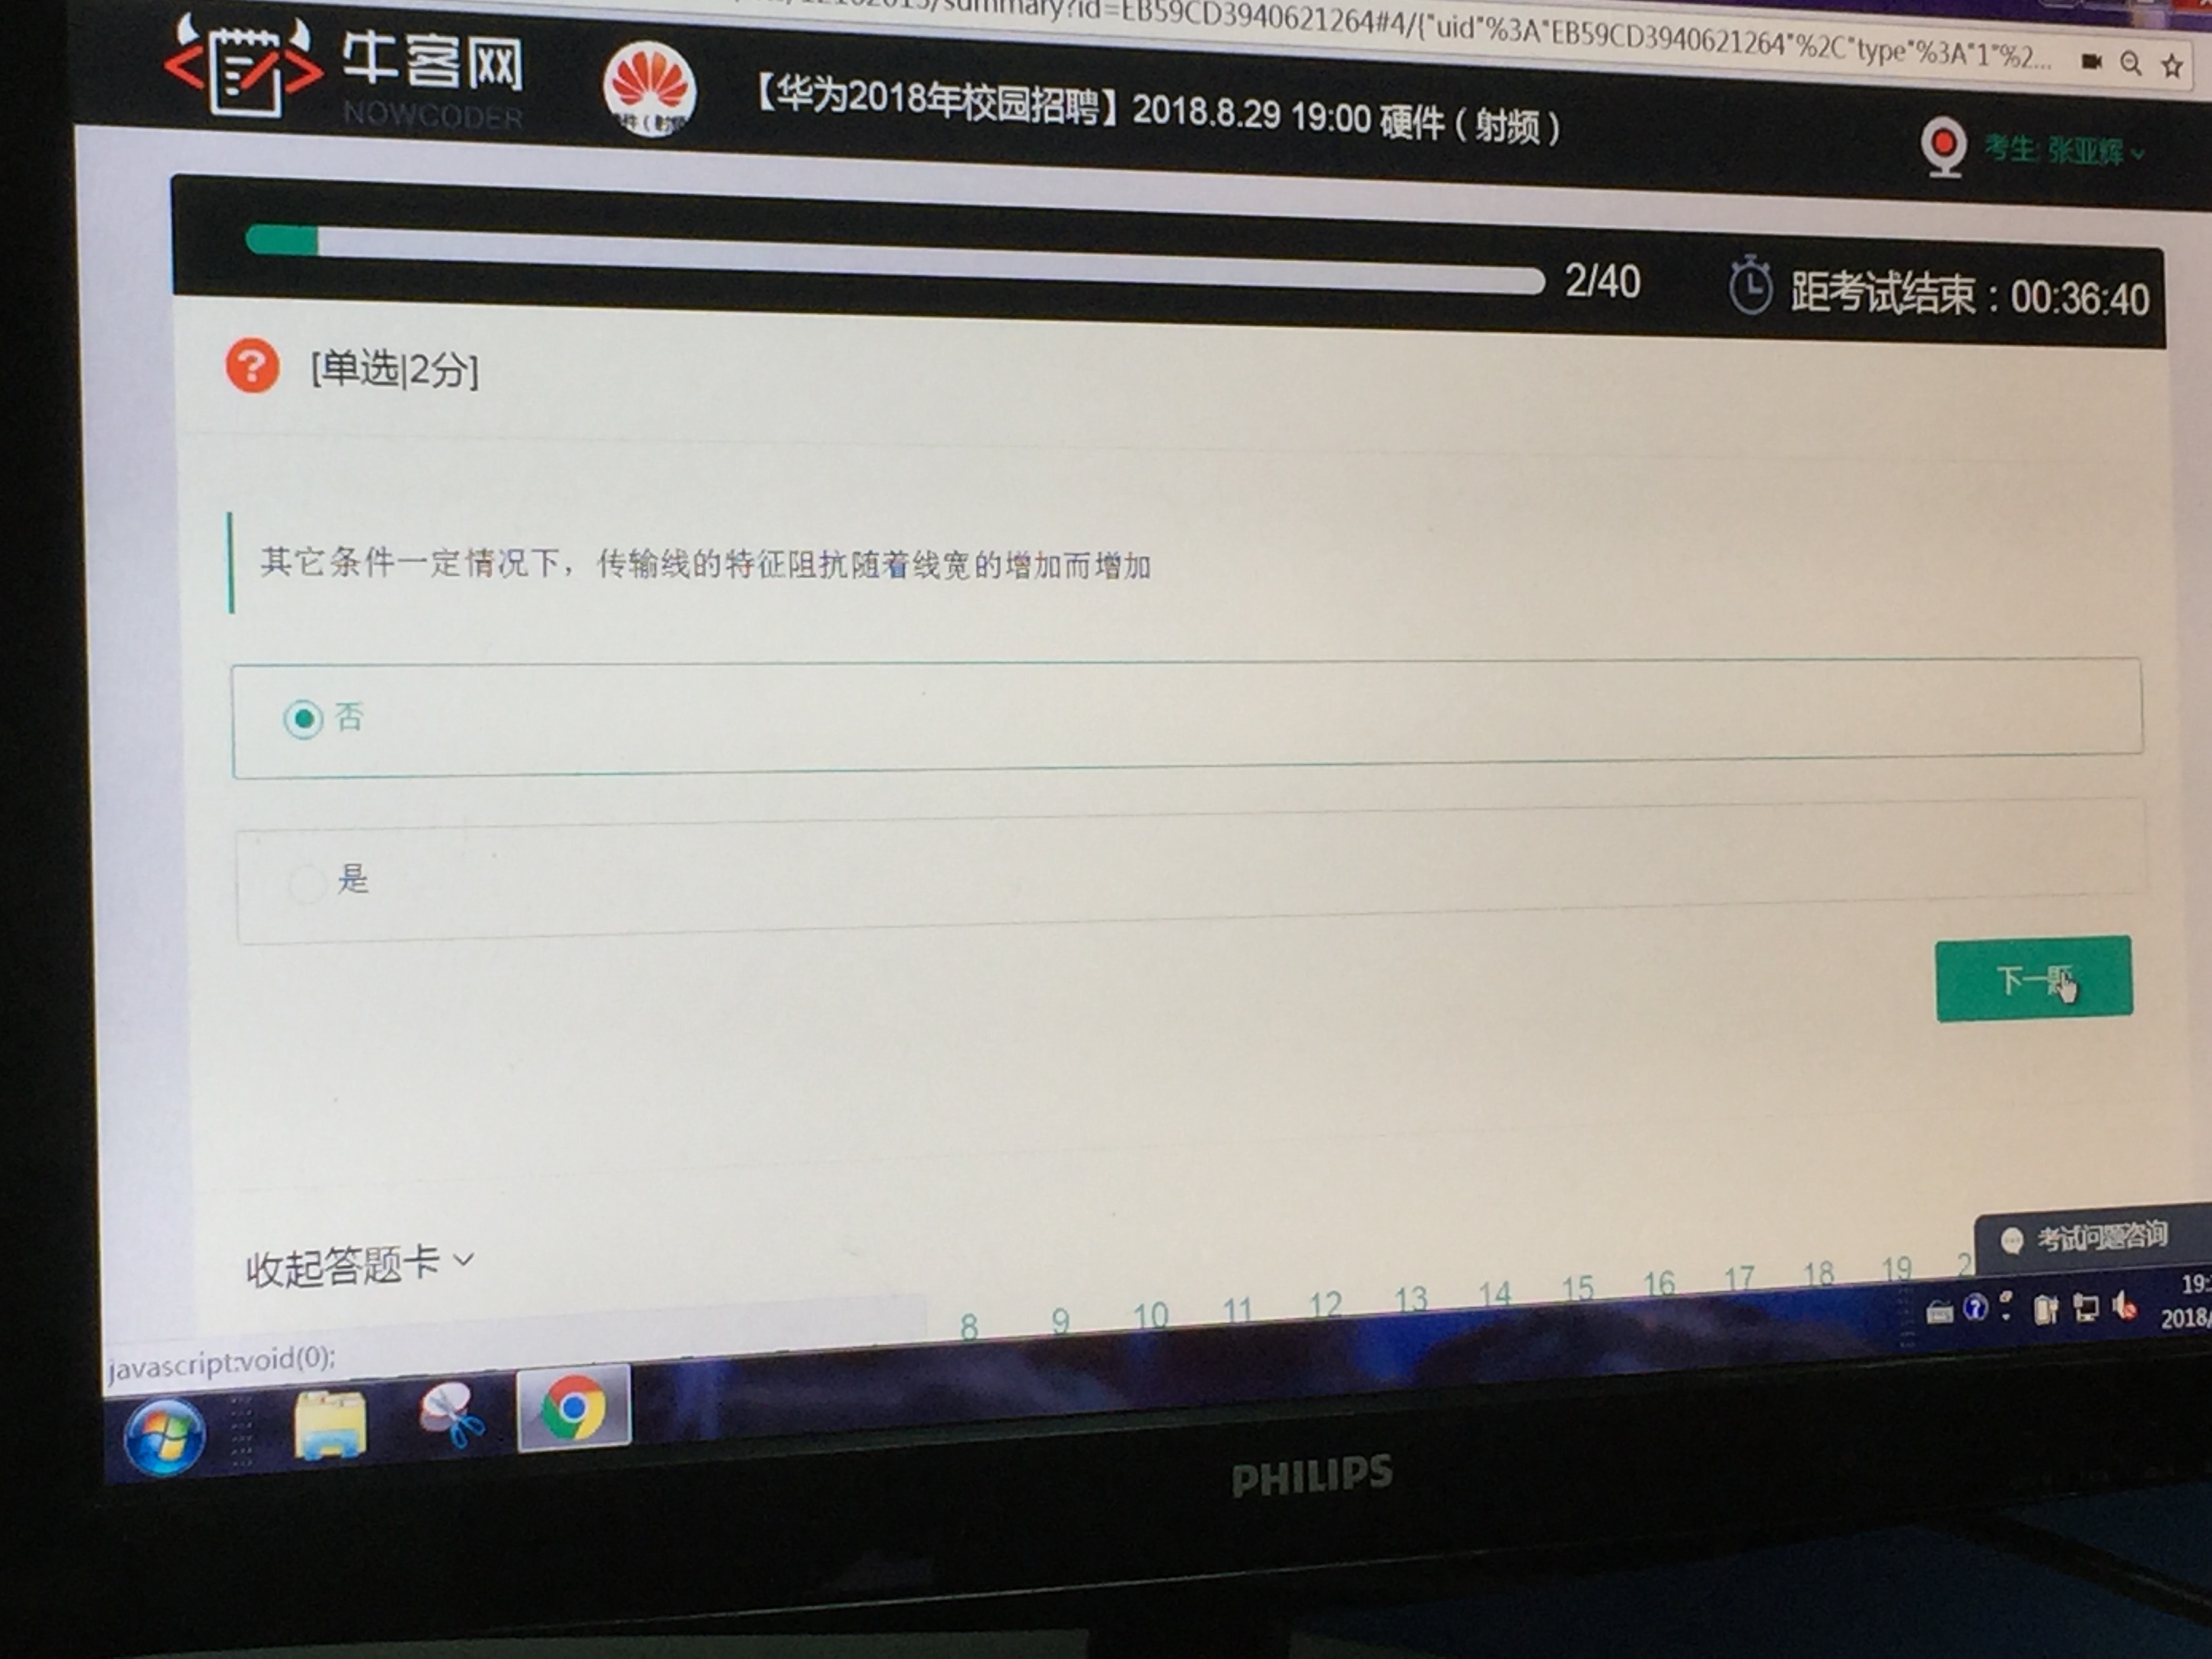 summary?id=EB59CD3940621264#4/{"uid"%3A"EB59CD3940621264"%2C"type"%3A"1"%2...
牛客网
NOWCODER
【华为2018年校园招聘】2018.8.29 19:00 硬件（射频）
考生: 张亚辉
2/40
距考试结束：00:36:40
[单选|2分]
其它条件一定情况下，传输线的特征阻抗随着线宽的增加而增加
否
是
下一题
考试问题咨询
收起答题卡
8 9 10 11 12 13 14 15 16 17 18 19 2
javascript:void(0);
19:
2018/
PHILIPS